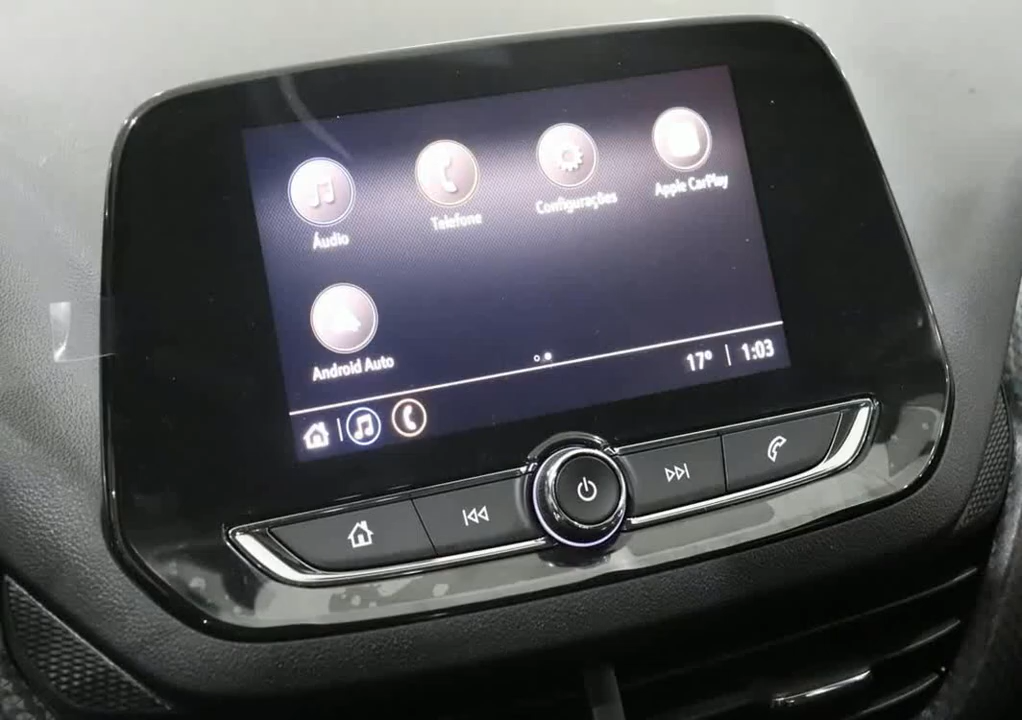 Áudio
Telefone
Configurações
Apple CarPlay
Android Auto
17° | 1:03